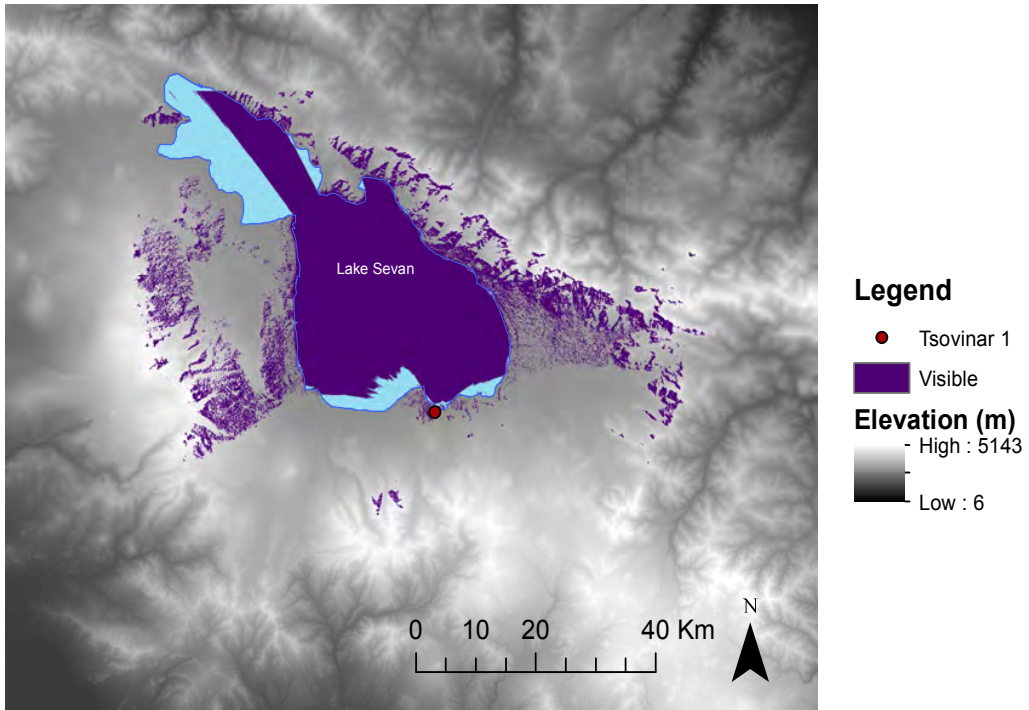 Lake Sevan
Legend
Tsovinar 1
Visible
Elevation (m)
High : 5143
Low : 6
N
0 10 20 40 Km